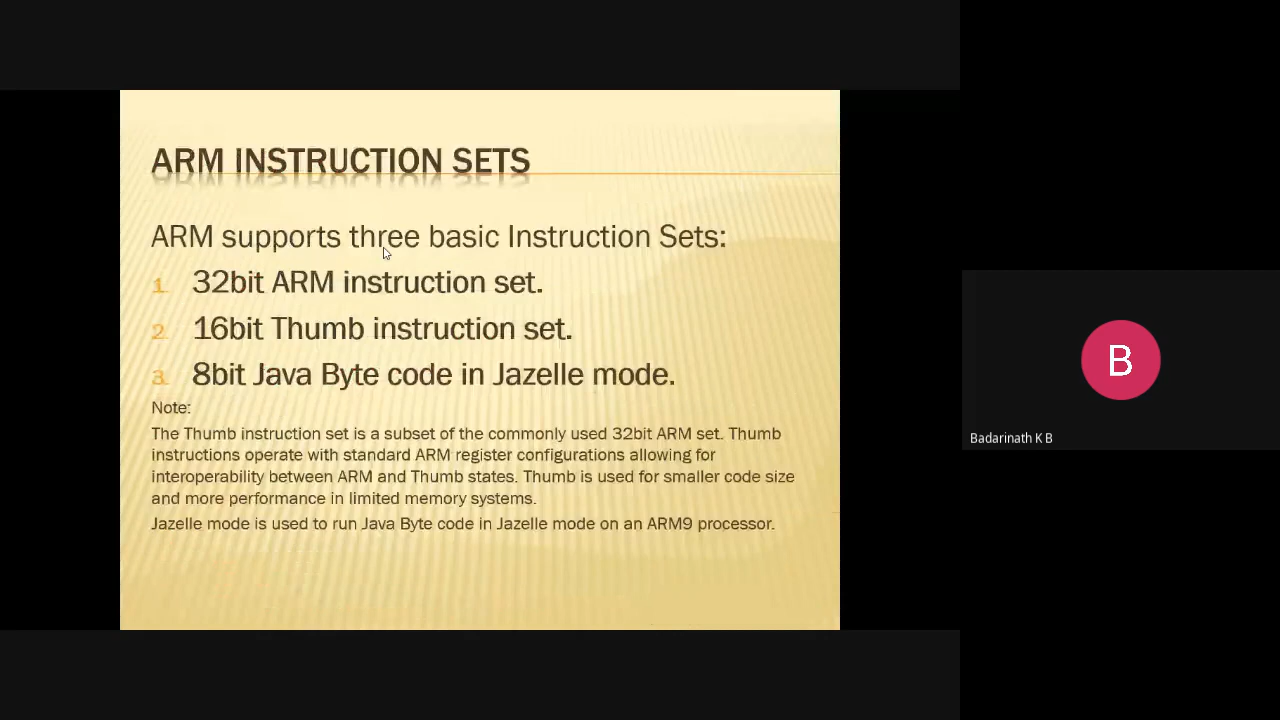 ARM INSTRUCTION SETS
ARM supports three basic Instruction Sets:
1. 32bit ARM instruction set.
2. 16bit Thumb instruction set.
3. 8bit Java Byte code in Jazelle mode.
Note:
The Thumb instruction set is a subset of the commonly used 32bit ARM set. Thumb
instructions operate with standard ARM register configurations allowing for
interoperability between ARM and Thumb states. Thumb is used for smaller code size
and more performance in limited memory systems.
Jazelle mode is used to run Java Byte code in Jazelle mode on an ARM9 processor.
B
Badarinath K B